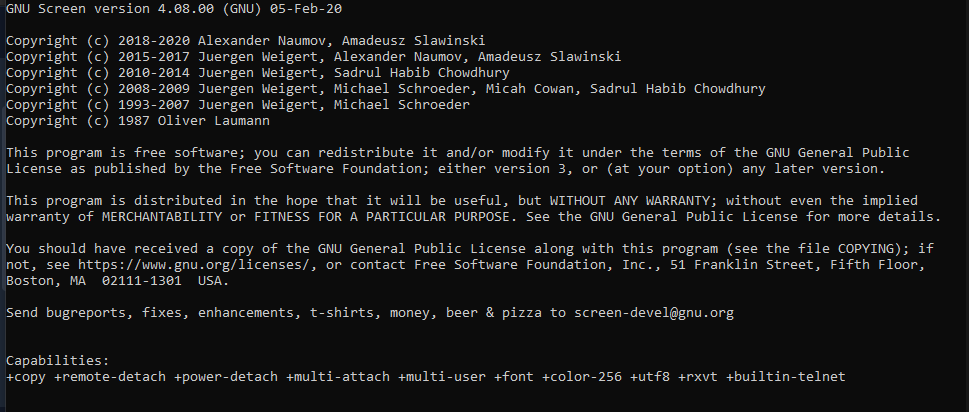 GNU Screen version 4.08.00 (GNU) 05-Feb-20
Copyright (c) 2018-2020 Alexander Naumov, Amadeusz Slawinski
Copyright (c) 2015-2017 Juergen Weigert, Alexander Naumov, Amadeusz Slawinski
Copyright (c) 2010-2014 Juergen Weigert, Sadrul Habib Chowdhury
Copyright (c) 2008-2009 Juergen Weigert, Michael Schroeder, Micah Cowan, Sadrul Habib Chowdhury
Copyright (c) 1993-2007 Juergen Weigert, Michael Schroeder
Copyright (c) 1987 Oliver Laumann
This program is free software; you can redistribute it and/or modify it under the terms of the GNU General Public
License as published by the Free Software Foundation; either version 3, or (at your option) any later version.
This program is distributed in the hope that it will be useful, but WITHOUT ANY WARRANTY; without even the implied
warranty of MERCHANTABILITY or FITNESS FOR A PARTICULAR PURPOSE. See the GNU General Public License for more details.
You should have received a copy of the GNU General Public License along with this program (see the file COPYING); if
not, see https://www.gnu.org/licenses/, or contact Free Software Foundation, Inc., 51 Franklin Street, Fifth Floor,
Boston, MA  02111-1301  USA.
Send bugreports, fixes, enhancements, t-shirts, money, beer & pizza to screen-devel@gnu.org
Capabilities:
+copy +remote-detach +power-detach +multi-attach +multi-user +font +color-256 +utf8 +rxvt +builtin-telnet